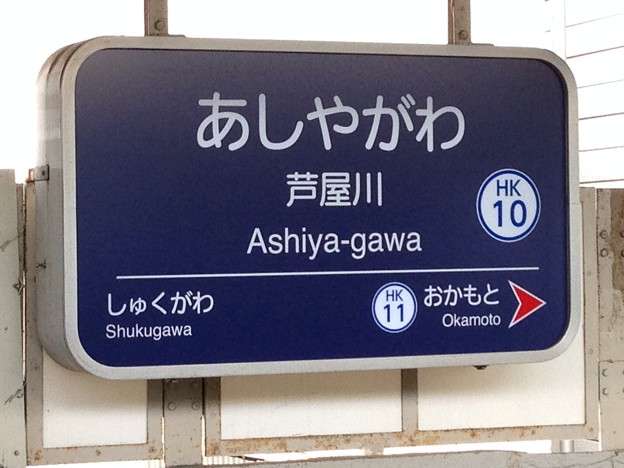 あしやがわ
芦屋川
HK
10
Ashiya-gawa
しゅくがわ
Shukugawa
HK
11
おかもと
Okamoto